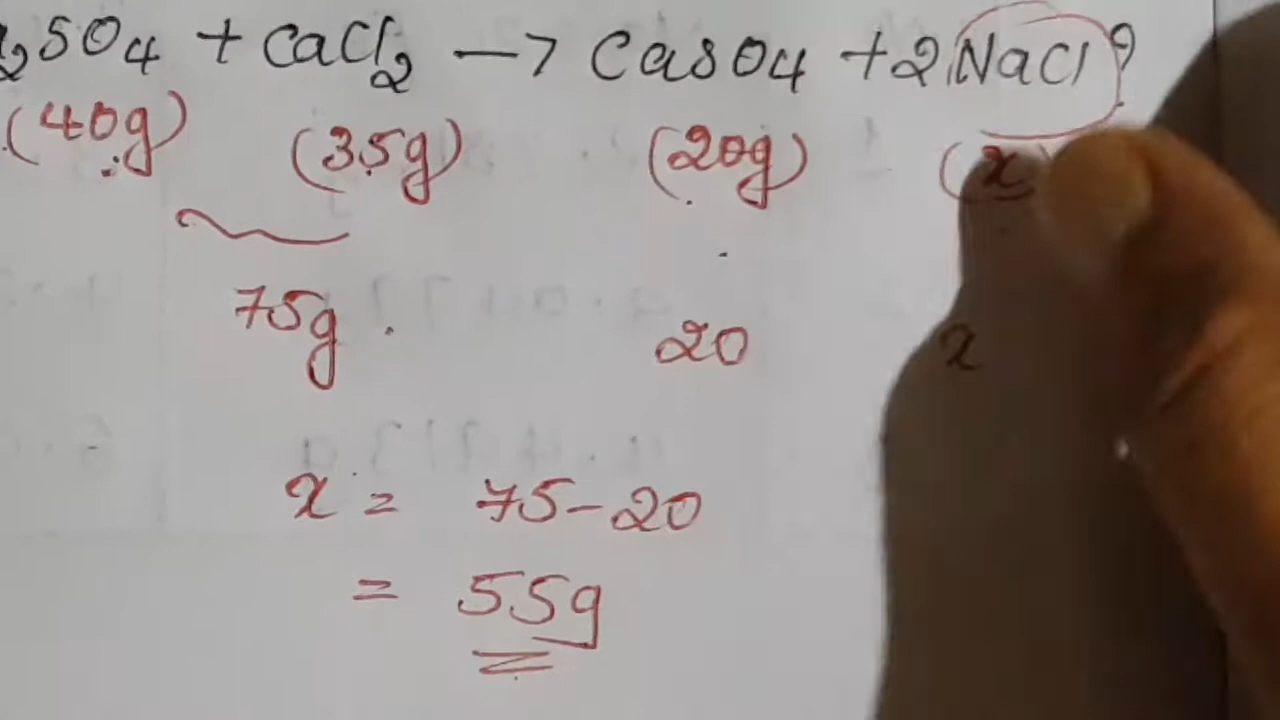 ₂SO₄ + CaCl₂ → CaSO₄ + 2NaCl?
(40g) (35g) (20g) (x)
75g. 20 x
x = 75-20
= 55g